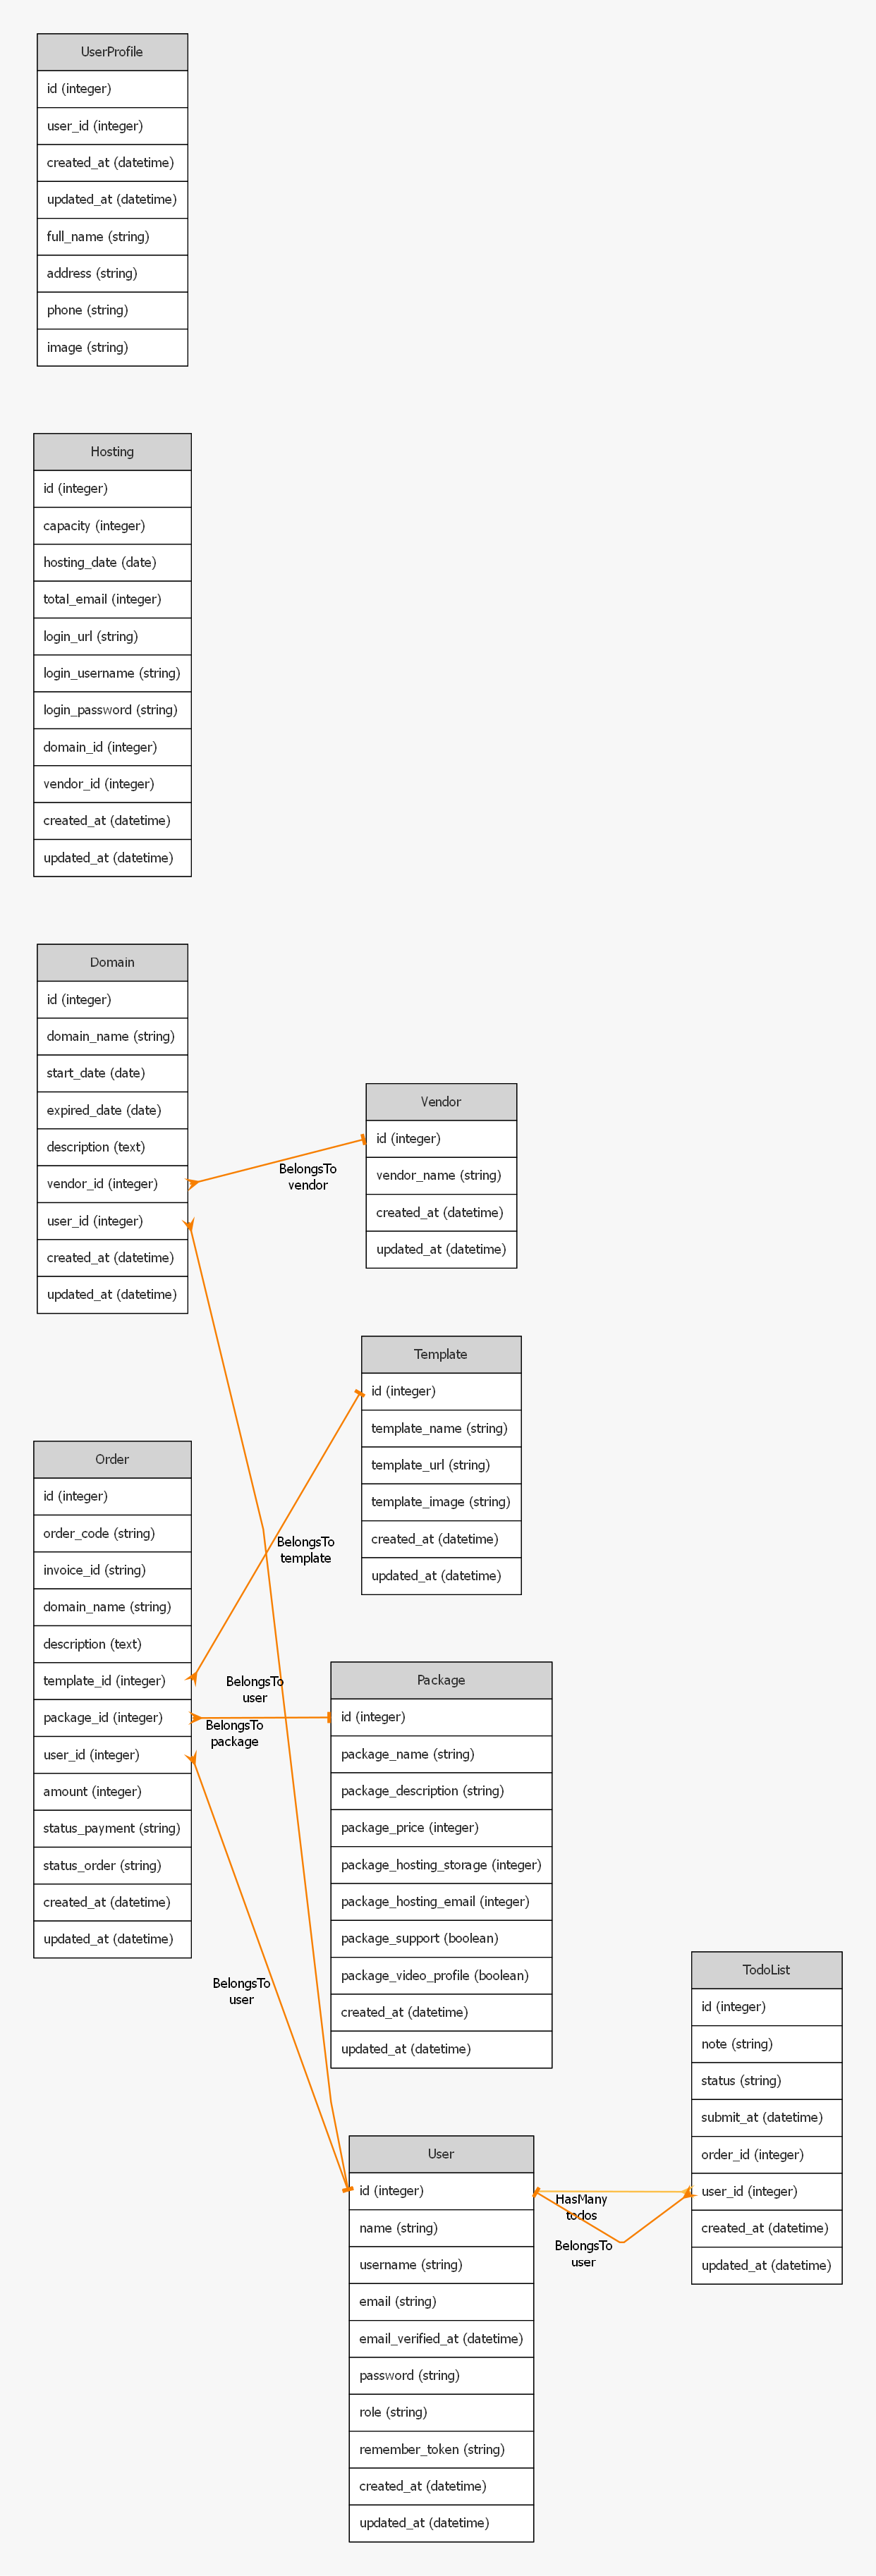 UserProfile
id (integer)
user_id (integer)
created_at (datetime)
updated_at (datetime)
full_name (string)
address (string)
phone (string)
image (string)
Hosting
id (integer)
capacity (integer)
hosting_date (date)
total_email (integer)
login_url (string)
login_username (string)
login_password (string)
domain_id (integer)
vendor_id (integer)
created_at (datetime)
updated_at (datetime)
Domain
id (integer)
domain_name (string)
start_date (date)
expired_date (date)
description (text)
vendor_id (integer)
user_id (integer)
created_at (datetime)
updated_at (datetime)
BelongsTo
vendor
Vendor
id (integer)
vendor_name (string)
created_at (datetime)
updated_at (datetime)
Template
id (integer)
template_name (string)
template_url (string)
template_image (string)
created_at (datetime)
updated_at (datetime)
BelongsTo
template
Order
id (integer)
order_code (string)
invoice_id (string)
domain_name (string)
description (text)
template_id (integer)
package_id (integer)
user_id (integer)
amount (integer)
status_payment (string)
status_order (string)
created_at (datetime)
updated_at (datetime)
BelongsTo
user
BelongsTo
package
BelongsTo
user
Package
id (integer)
package_name (string)
package_description (string)
package_price (integer)
package_hosting_storage (integer)
package_hosting_email (integer)
package_support (boolean)
package_video_profile (boolean)
created_at (datetime)
updated_at (datetime)
User
id (integer)
name (string)
username (string)
email (string)
email_verified_at (datetime)
password (string)
role (string)
remember_token (string)
created_at (datetime)
updated_at (datetime)
HasMany
todos
BelongsTo
user
TodoList
id (integer)
note (string)
status (string)
submit_at (datetime)
order_id (integer)
user_id (integer)
created_at (datetime)
updated_at (datetime)